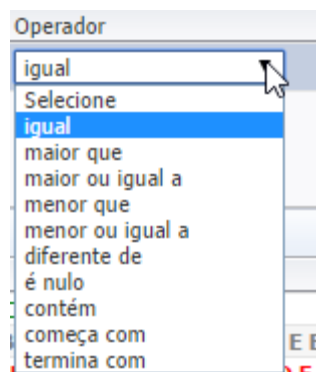 Operador
igual
Selecione
igual
maior que
maior ou igual a
menor que
menor ou igual a
diferente de
é nulo
contém
começa com
termina com